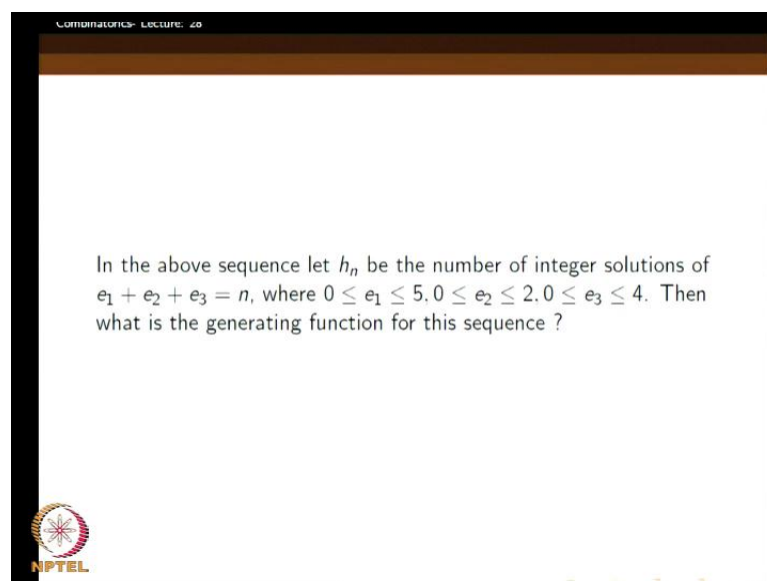 Combinatorics- Lecture: 28
In the above sequence let hₙ be the number of integer solutions of
e₁ + e₂ + e₃ = n, where 0 ≤ e₁ ≤ 5, 0 ≤ e₂ ≤ 2, 0 ≤ e₃ ≤ 4. Then
what is the generating function for this sequence ?
NPTEL